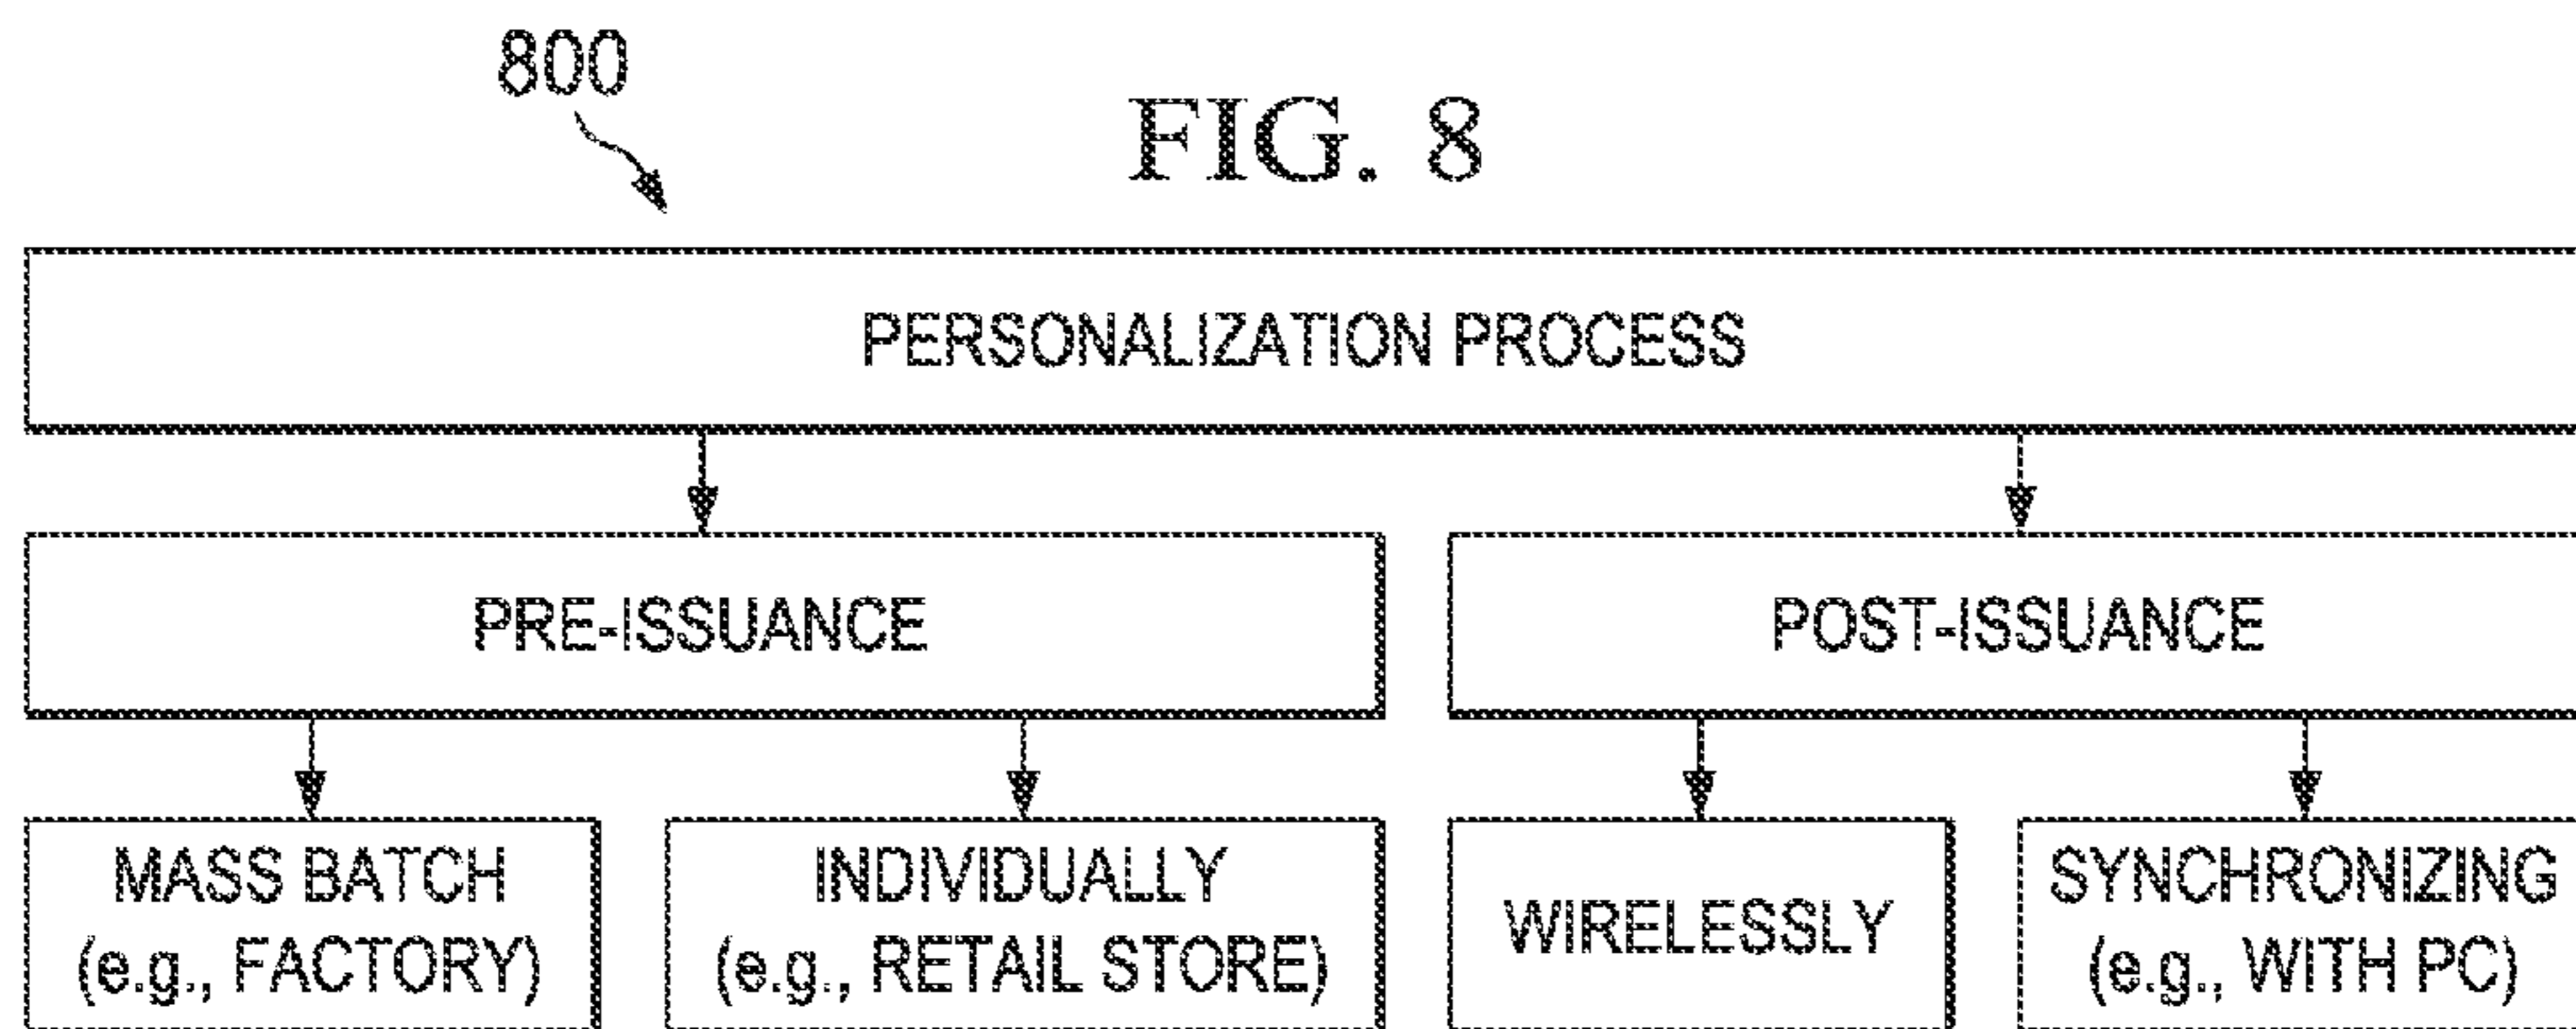 800
FIG. 8
PERSONALIZATION PROCESS
PRE-ISSUANCE
POST-ISSUANCE
MASS BATCH
(e.g., FACTORY)
INDIVIDUALLY
(e.g., RETAIL STORE)
WIRELESSLY
SYNCHRONIZING
(e.g., WITH PC)